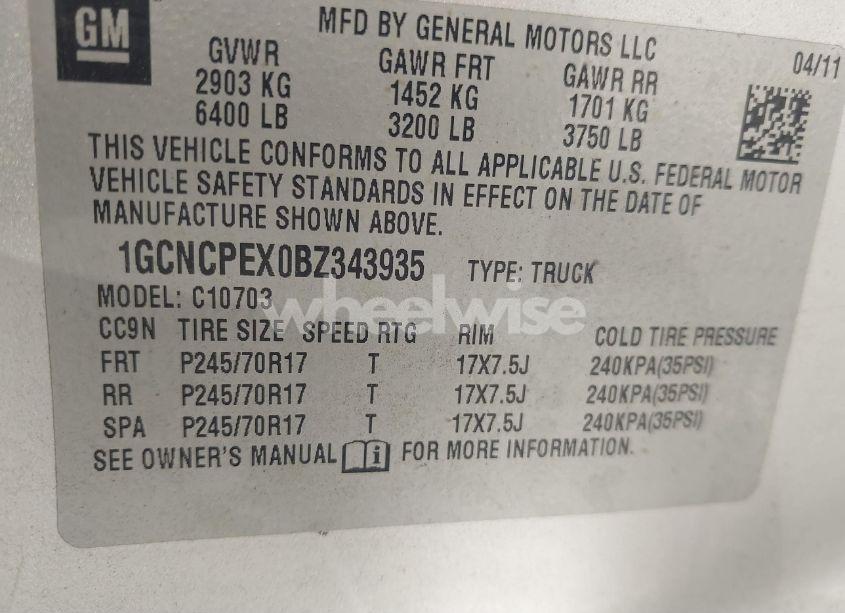 GM
MFD BY GENERAL MOTORS LLC
04/11
GVWR GAWR FRT GAWR RR
2903 KG 1452 KG 1701 KG
6400 LB 3200 LB 3750 LB
THIS VEHICLE CONFORMS TO ALL APPLICABLE U.S. FEDERAL MOTOR
VEHICLE SAFETY STANDARDS IN EFFECT ON THE DATE OF
MANUFACTURE SHOWN ABOVE.
1GCNCPEX0BZ343935 TYPE: TRUCK
MODEL: C10703
wheelwise
CC9N TIRE SIZE SPEED RTG RIM COLD TIRE PRESSURE
FRT P245/70R17 T 17X7.5J 240KPA(35PSI)
RR P245/70R17 T 17X7.5J 240KPA(35PSI)
SPA P245/70R17 T 17X7.5J 240KPA(35PSI)
SEE OWNER'S MANUAL i FOR MORE INFORMATION.